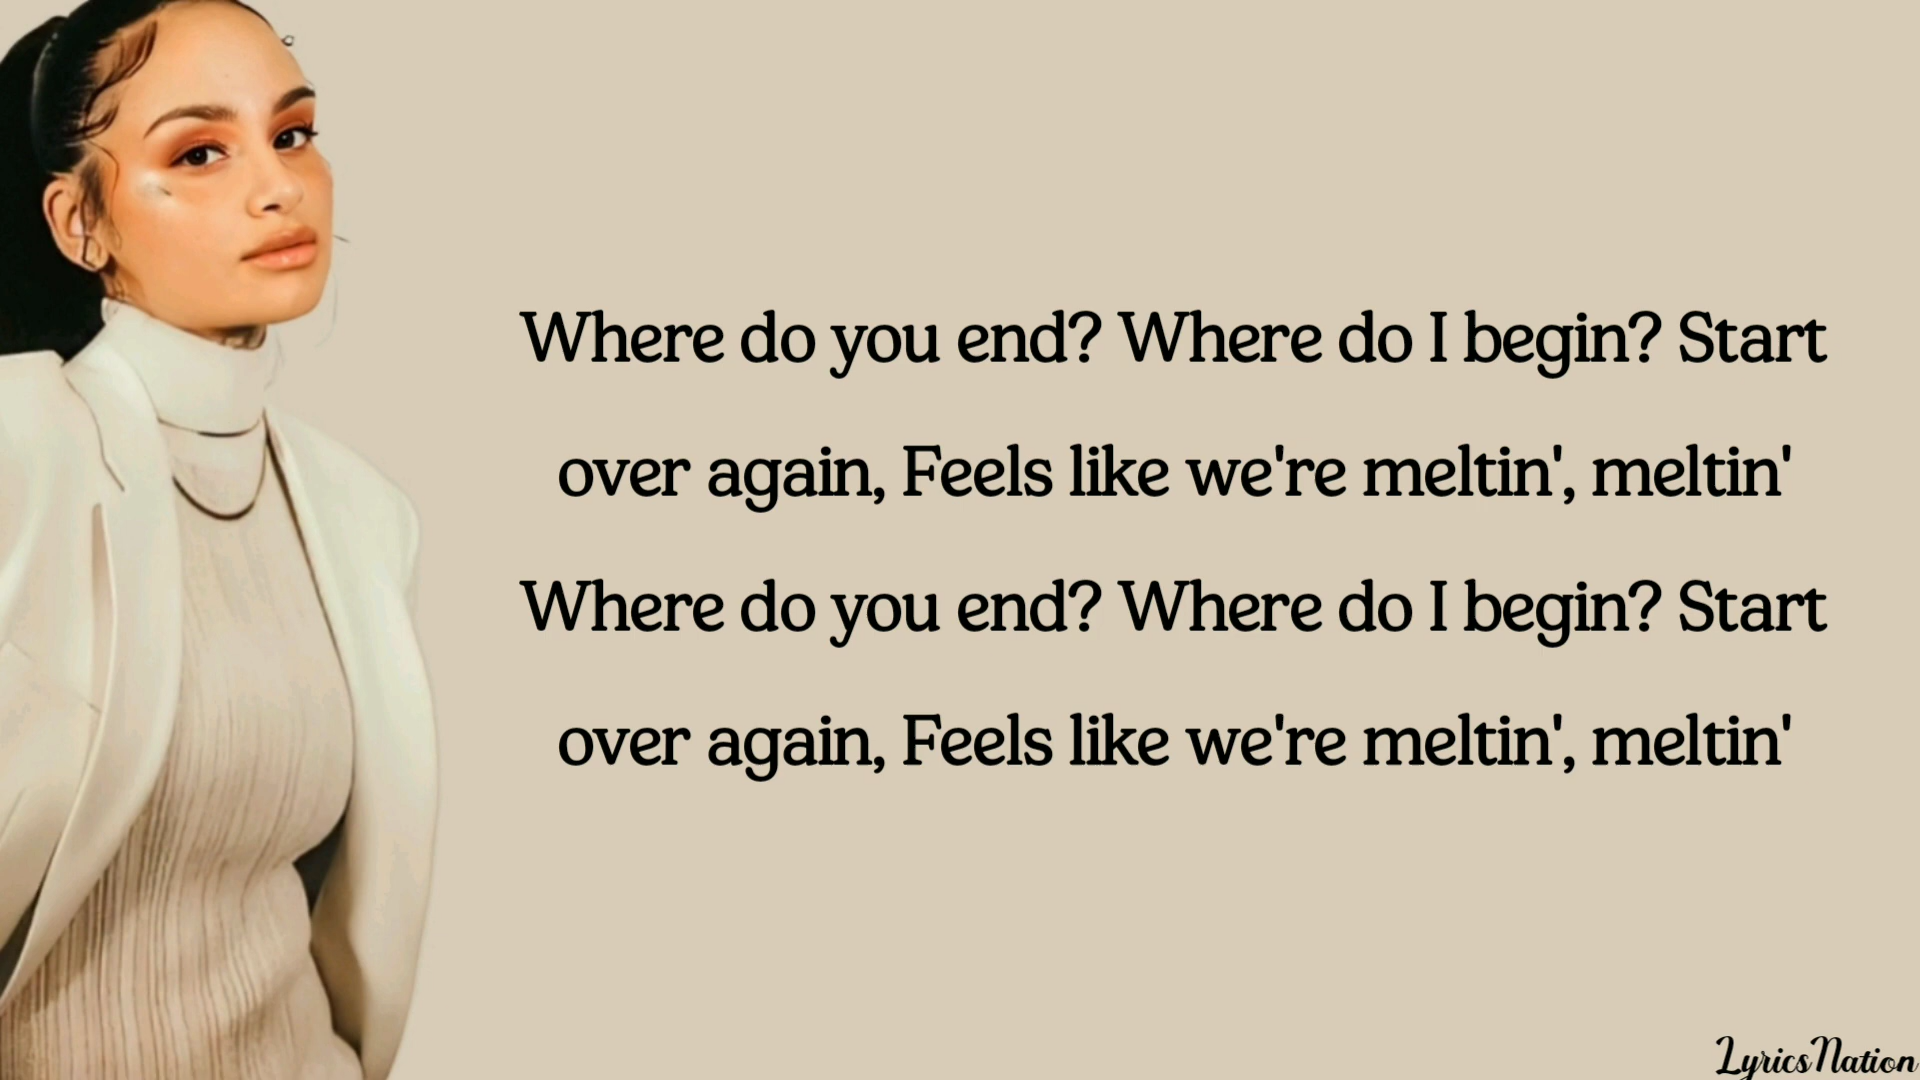 Where do you end? Where do I begin? Start
over again, Feels like we're meltin', meltin'
Where do you end? Where do I begin? Start
over again, Feels like we're meltin', meltin'
LyricsNation